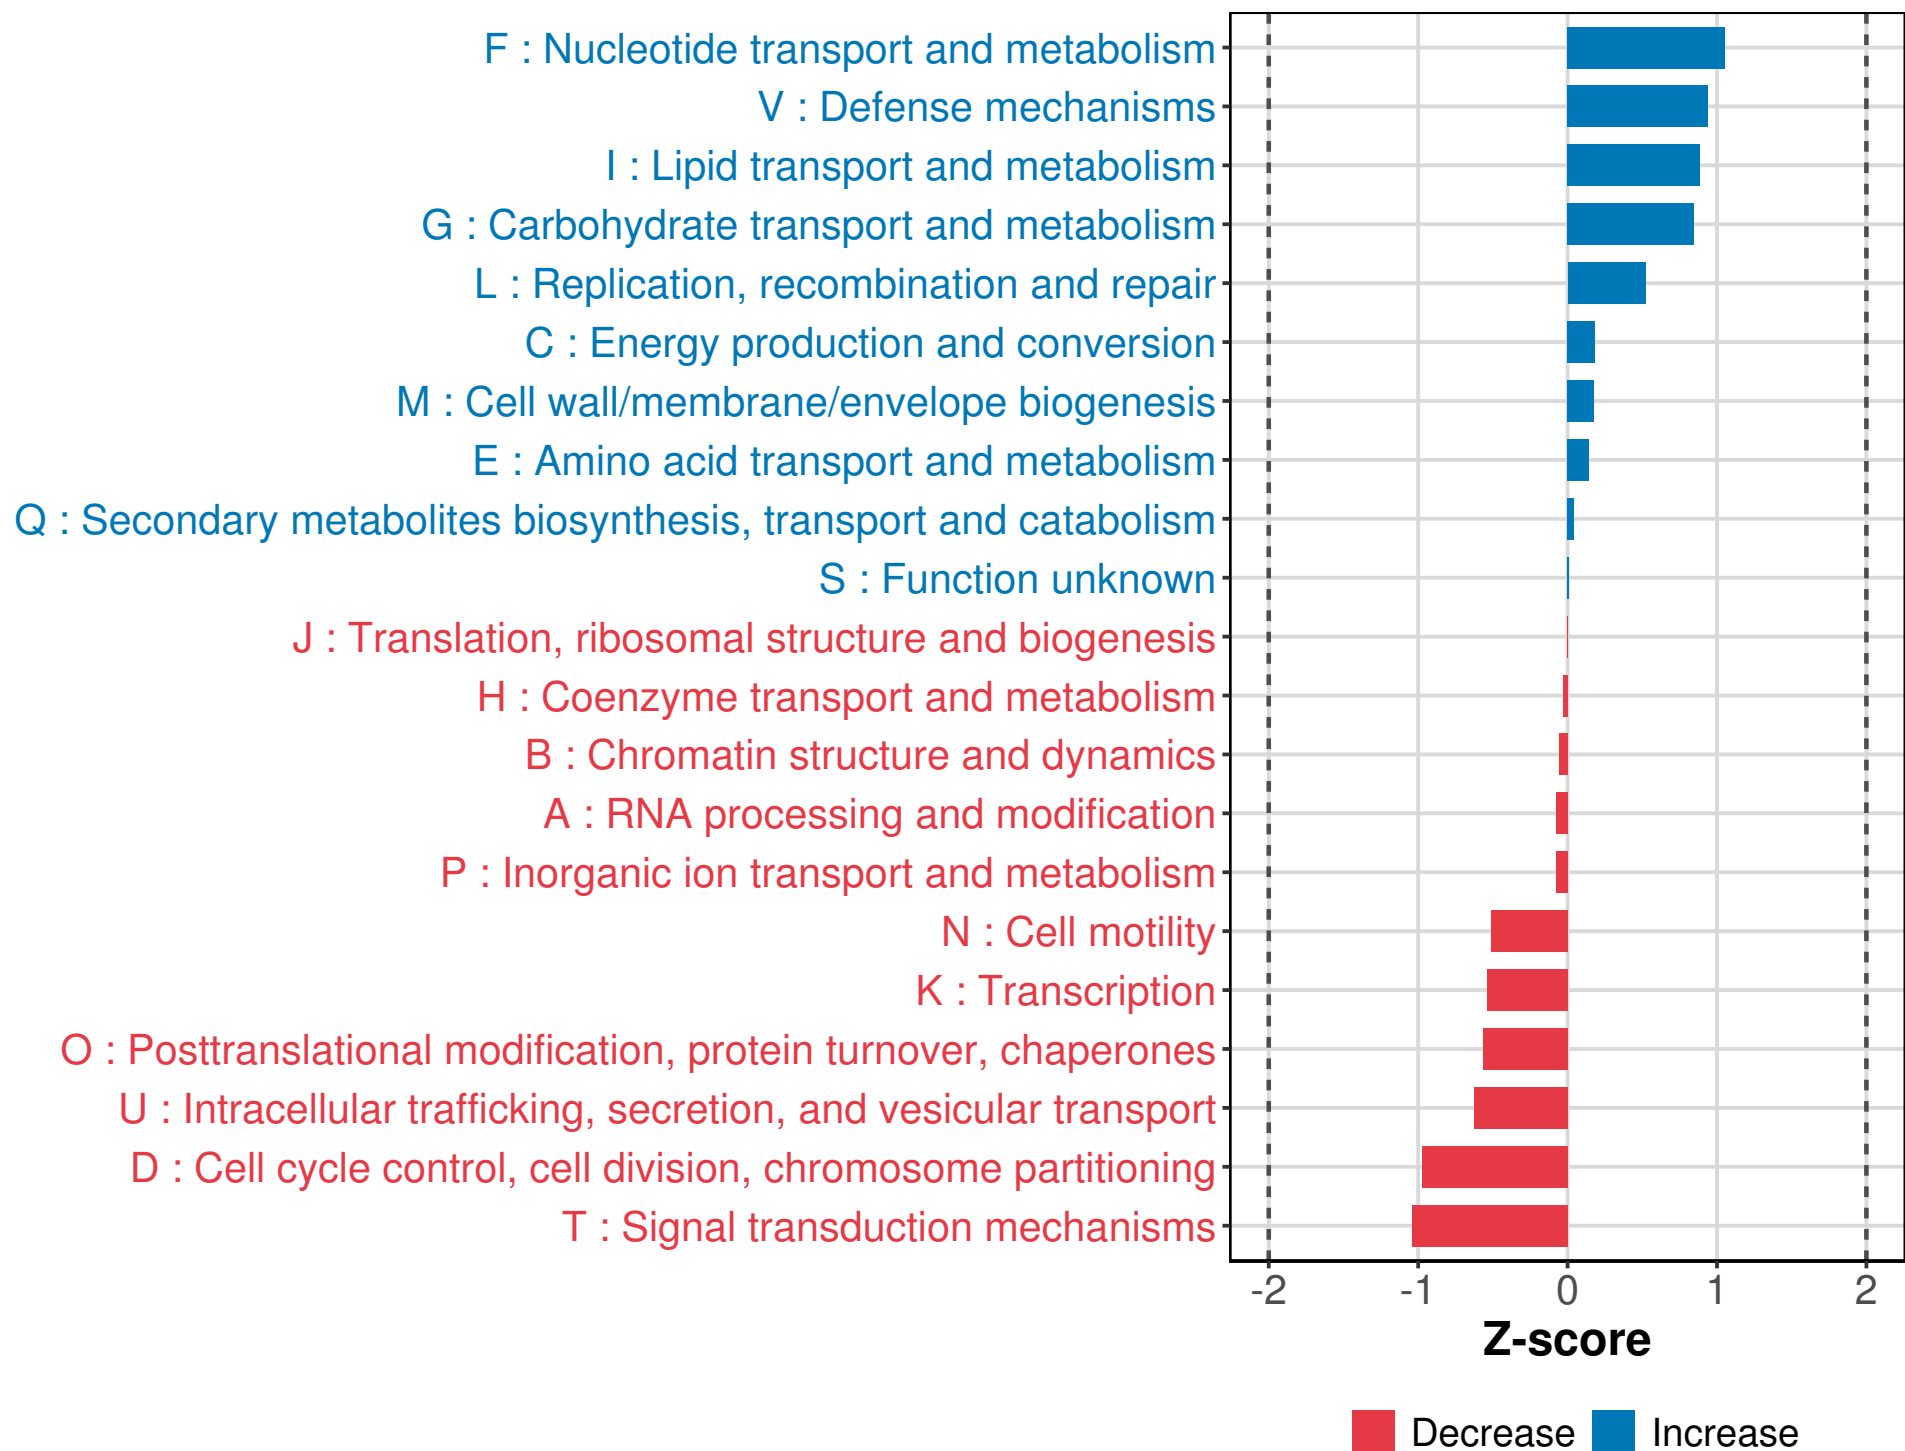 F : Nucleotide transport and metabolism
V : Defense mechanisms
I : Lipid transport and metabolism
G : Carbohydrate transport and metabolism
L : Replication, recombination and repair
C : Energy production and conversion
M : Cell wall/membrane/envelope biogenesis
E : Amino acid transport and metabolism
Q : Secondary metabolites biosynthesis, transport and catabolism
S : Function unknown
J : Translation, ribosomal structure and biogenesis
H : Coenzyme transport and metabolism
B : Chromatin structure and dynamics
A : RNA processing and modification
P : Inorganic ion transport and metabolism
N : Cell motility
K : Transcription
O : Posttranslational modification, protein turnover, chaperones
U : Intracellular trafficking, secretion, and vesicular transport
D : Cell cycle control, cell division, chromosome partitioning
T : Signal transduction mechanisms
-2 -1 0 1 2
Z-score
Decrease Increase